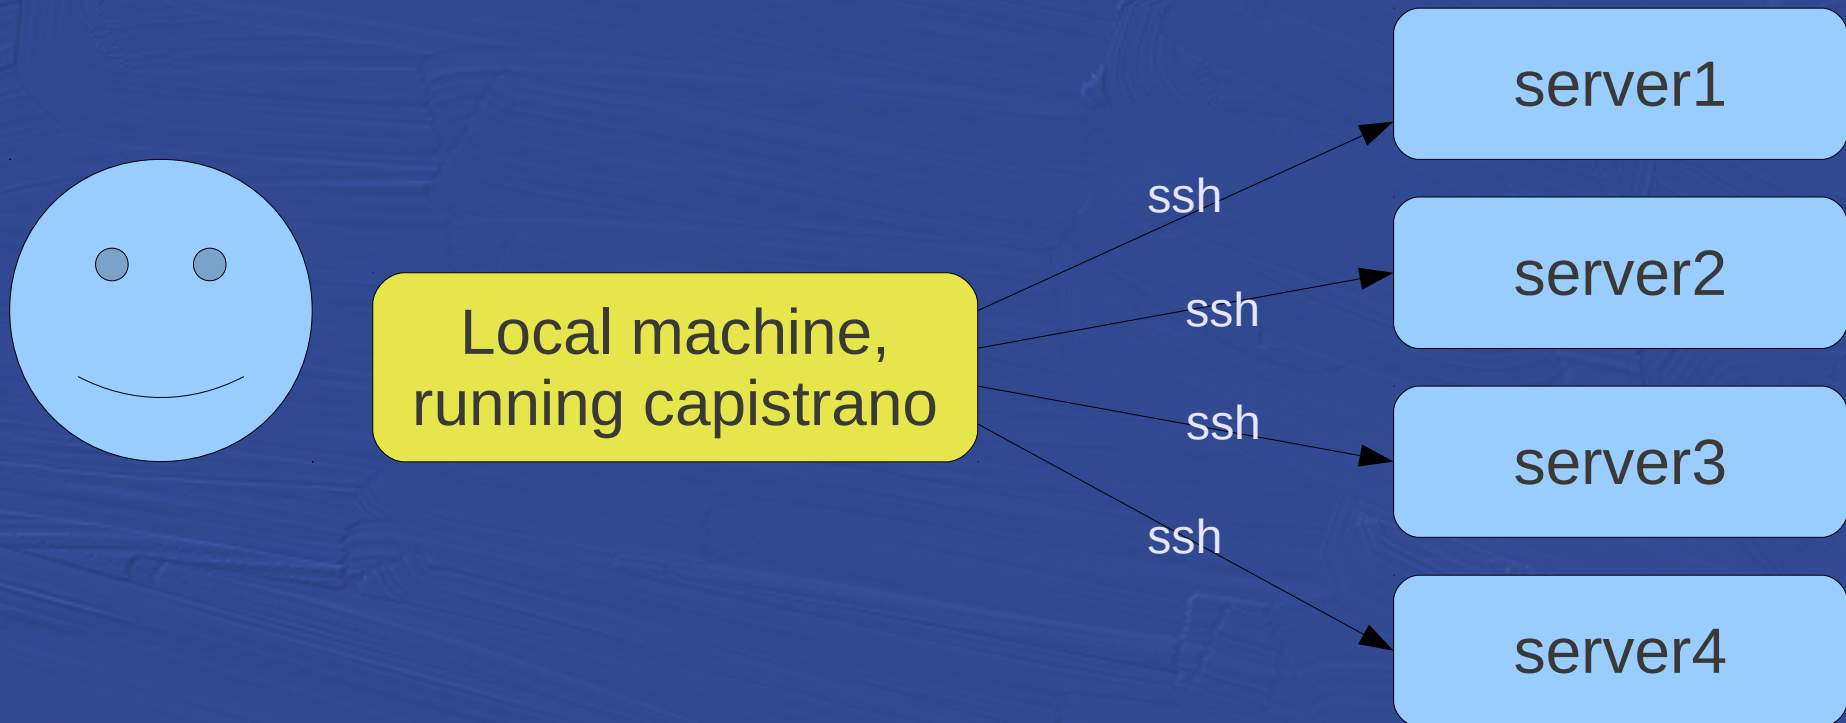 Local machine,
running capistrano
ssh
ssh
ssh
ssh
server1
server2
server3
server4